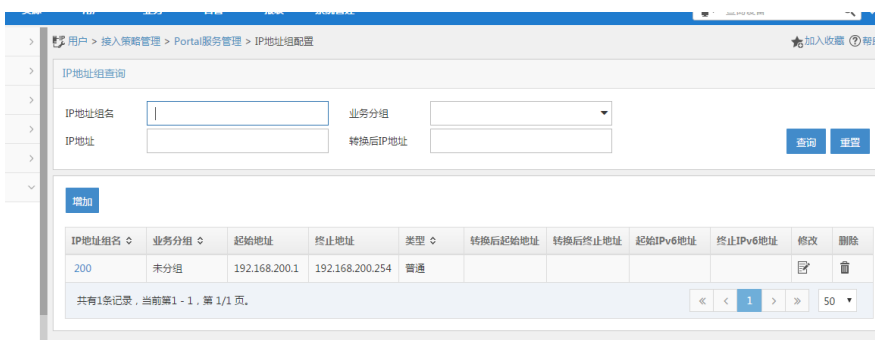 用户 > 接入策略管理 > Portal服务管理 > IP地址组配置 加入收藏 ?
IP地址组查询
IP地址组名 业务分组
IP地址 转换后IP地址 查询 重置
增加
IP地址组名 业务分组 起始地址 终止地址 类型 转换后起始地址 转换后终止地址 起始IPv6地址 终止IPv6地址 修改 删除
200 未分组 192.168.200.1 192.168.200.254 普通
共有1条记录，当前第1 - 1，第 1/1 页。 « < 1 > » 50